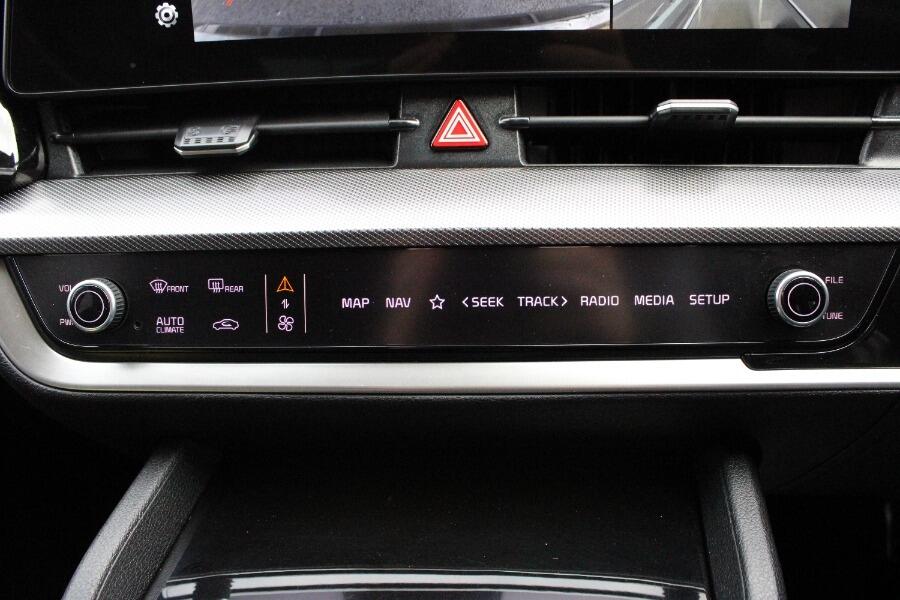 VOL
FRONT
REAR
MAP NAV <SEEK TRACK> RADIO MEDIA SETUP
FILE
PWR
AUTO
CLIMATE
TUNE